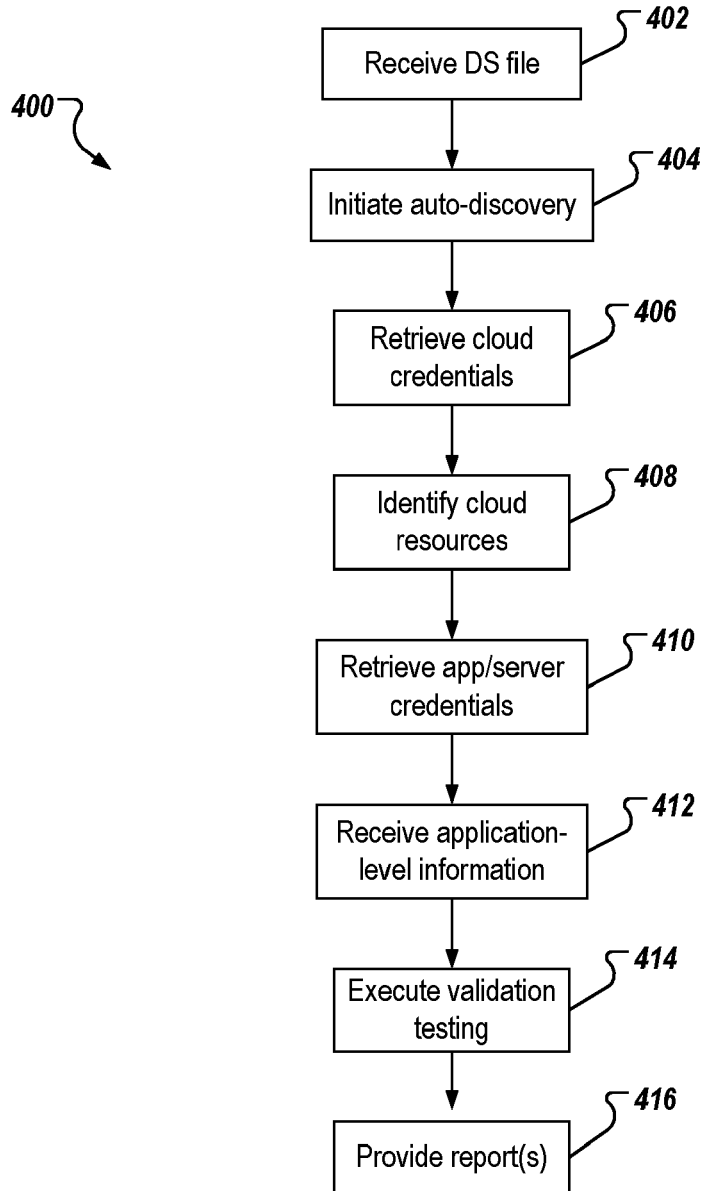 402
Receive DS file
400
404
Initiate auto-discovery
406
Retrieve cloud
credentials
408
Identify cloud
resources
410
Retrieve app/server
credentials
412
Receive application-
level information
414
Execute validation
testing
416
Provide report(s)